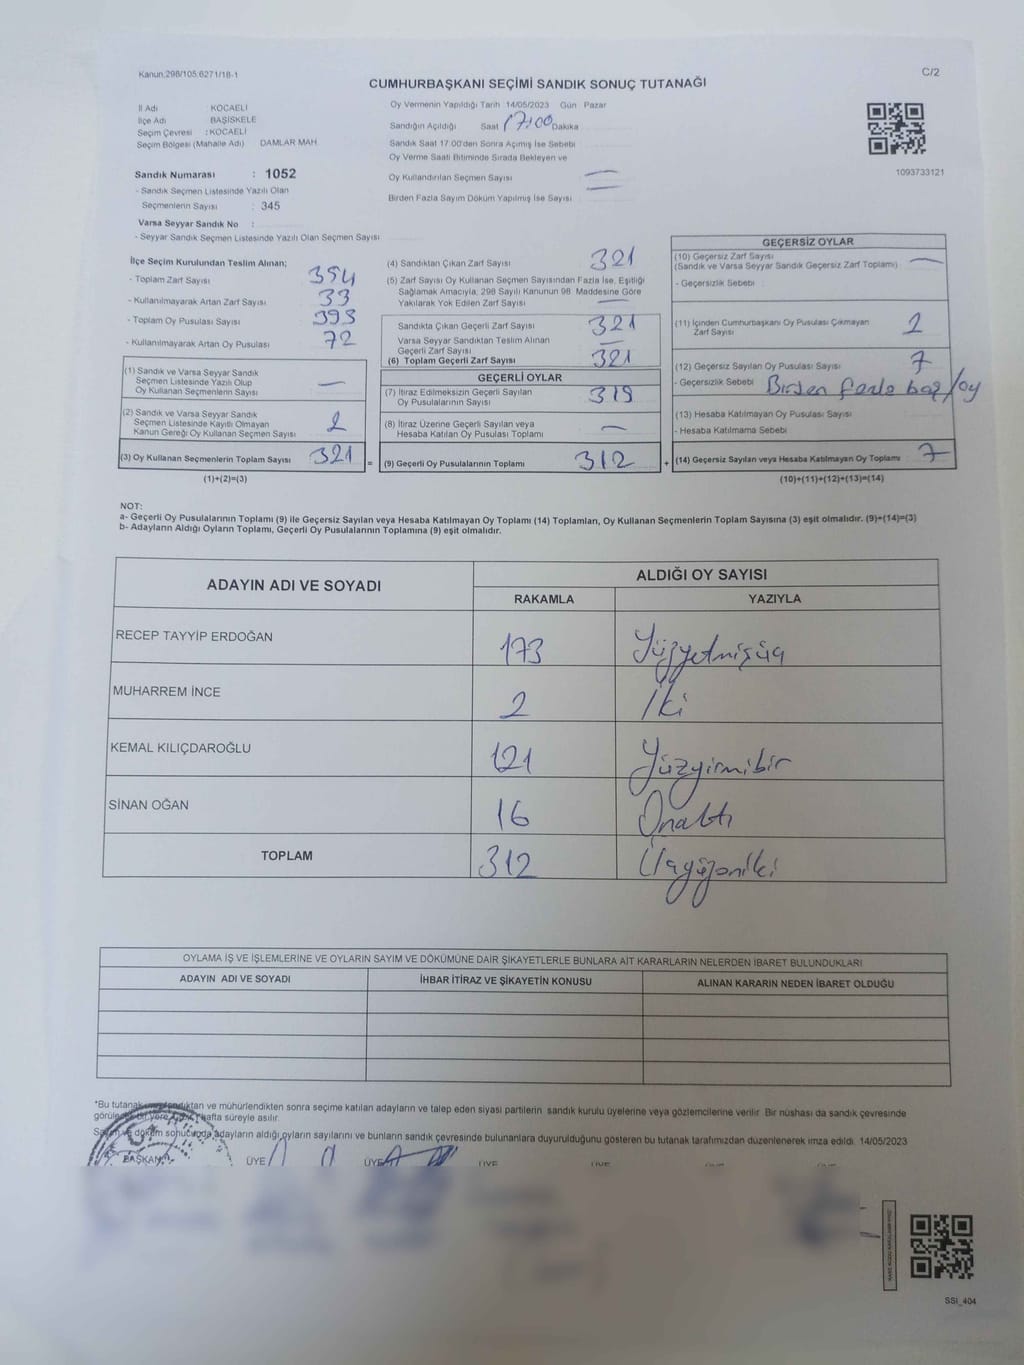 Kanun:298/105.6271/18-1
C/2
CUMHURBAŞKANI SEÇİMİ SANDIK SONUÇ TUTANAĞI
İl Adı KOCAELİ
İlçe Adı BAŞİSKELE
Seçim Çevresi : KOCAELİ
Seçim Bölgesi (Mahalle Adı) DAMLAR MAH.
Sandık Numarası : 1052
- Sandık Seçmen Listesinde Yazılı Olan
Seçmenlerin Sayısı : 345
Varsa Seyyar Sandık No :
- Seyyar Sandık Seçmen Listesinde Yazılı Olan Seçmen Sayısı
Oy Vermenin Yapıldığı Tarih 14/05/2023 Gün Pazar
Sandığın Açıldığı Saat 17:00 Dakika
Sandık Saat 17.00'den Sonra Açımış İse Sebebi
Oy Verme Saati Bitiminde Sırada Bekleyen ve
Oy Kullandırılan Seçmen Sayısı —
Birden Fazla Sayım Döküm Yapılmış İse Sayısı —
1093733121
İlçe Seçim Kurulundan Teslim Alınan;
- Toplam Zarf Sayısı 354
- Kullanılmayarak Artan Zarf Sayısı 33
- Toplam Oy Pusulası Sayısı 393
- Kullanılmayarak Artan Oy Pusulası 72
(1) Sandık ve Varsa Seyyar Sandık
Seçmen Listesinde Yazılı Olup
Oy Kullanan Seçmenlerin Sayısı —
(2) Sandık ve Varsa Seyyar Sandık
Seçmen Listesinde Kayıtlı Olmayan
Kanun Gereği Oy Kullanan Seçmen Sayısı 2
(3) Oy Kullanan Seçmenlerin Toplam Sayısı 321
(1)+(2)=(3)
(4) Sandıktan Çıkan Zarf Sayısı 321
(5) Zarf Sayısı Oy Kullanan Seçmen Sayısından Fazla İse, Eşitliği
Sağlamak Amacıyla, 298 Sayılı Kanunun 98. Maddesine Göre
Yakılarak Yok Edilen Zarf Sayısı —
Sandıkta Çıkan Geçerli Zarf Sayısı 321
Varsa Seyyar Sandıktan Teslim Alınan
Geçerli Zarf Sayısı —
(6) Toplam Geçerli Zarf Sayısı 321
GEÇERLİ OYLAR
(7) İtiraz Edilmeksizin Geçerli Sayılan
Oy Pusulalarının Sayısı 319
(8) İtiraz Üzerine Geçerli Sayılan veya
Hesaba Katılan Oy Pusulası Toplamı —
= (9) Geçerli Oy Pusulalarının Toplamı 312 +
GEÇERSİZ OYLAR
(10) Geçersiz Zarf Sayısı
(Sandık ve Varsa Seyyar Sandık Geçersiz Zarf Toplamı) —
- Geçersizlik Sebebi
(11) İçinden Cumhurbaşkanı Oy Pusulası Çıkmayan
Zarf Sayısı 2
(12) Geçersiz Sayılan Oy Pusulası Sayısı 7
- Geçersizlik Sebebi Birden fazla
(13) Hesaba Katılmayan Oy Pusulası Sayısı
- Hesaba Katılmama Sebebi
(14) Geçersiz Sayılan veya Hesaba Katılmayan Oy Toplamı 7
(10)+(11)+(12)+(13)=(14)
NOT:
a- Geçerli Oy Pusulalarının Toplamı (9) ile Geçersiz Sayılan veya Hesaba Katılmayan Oy Toplamı (14) Toplamları, Oy Kullanan Seçmenlerin Toplam Sayısına (3) eşit olmalıdır. (9)+(14)=(3)
b- Adayların Aldığı Oyların Toplamı, Geçerli Oy Pusulalarının Toplamına (9) eşit olmalıdır.
ADAYIN ADI VE SOYADI
ALDIĞI OY SAYISI
RAKAMLA YAZIYLA
RECEP TAYYİP ERDOĞAN 173 Yüzyetmişüç
MUHARREM İNCE 2 İki
KEMAL KILIÇDAROĞLU 121 Yüzyirmibir
SİNAN OĞAN 16 Onaltı
TOPLAM 312 Üçyüzoniki
OYLAMA İŞ VE İŞLEMLERİNE VE OYLARIN SAYIM VE DÖKÜMÜNE DAİR ŞİKAYETLERLE BUNLARA AİT KARARLARIN NELERDEN İBARET BULUNDUKLARI
ADAYIN ADI VE SOYADI İHBAR İTİRAZ VE ŞİKAYETİN KONUSU ALINAN KARARIN NEDEN İBARET OLDUĞU
*Bu tutanak ve mühürlendikten sonra seçime katılan adayların ve talep eden siyasi partilerin sandık kurulu üyelerine veya gözlemcilerine verilir. Bir nüshası da sandık çevresinde
bir yere hafta süreyle asılır.
döküm sonucunda adayların aldığı oyların sayılarını ve bunların sandık çevresinde bulunanlara duyurulduğunu gösteren bu tutanak tarafımızdan düzenlenerek imza edildi. 14/05/2023
BAŞKAN ÜYE ÜYE ÜYE ÜYE
SSİ_404